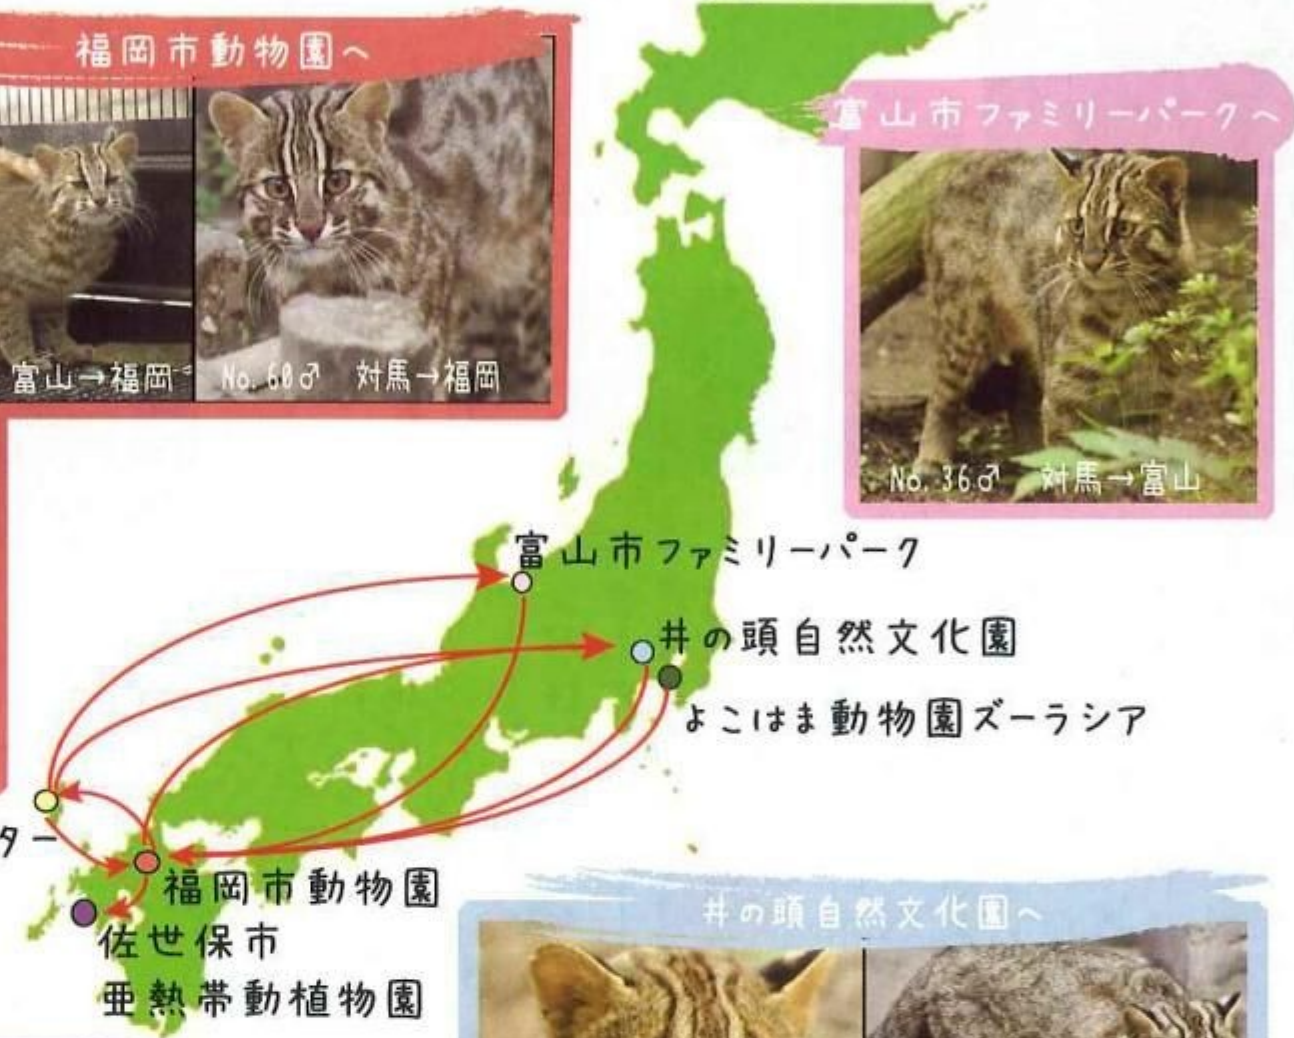 福岡市動物園へ
富山→福岡
No. 60♂ 対馬→福岡
富山市ファミリーパークへ
No. 36♂ 対馬→富山
富山市ファミリーパーク
井の頭自然文化園
よこはま動物園ズーラシア
ター
福岡市動物園
佐世保市
亜熱帯動植物園
井の頭自然文化園へ